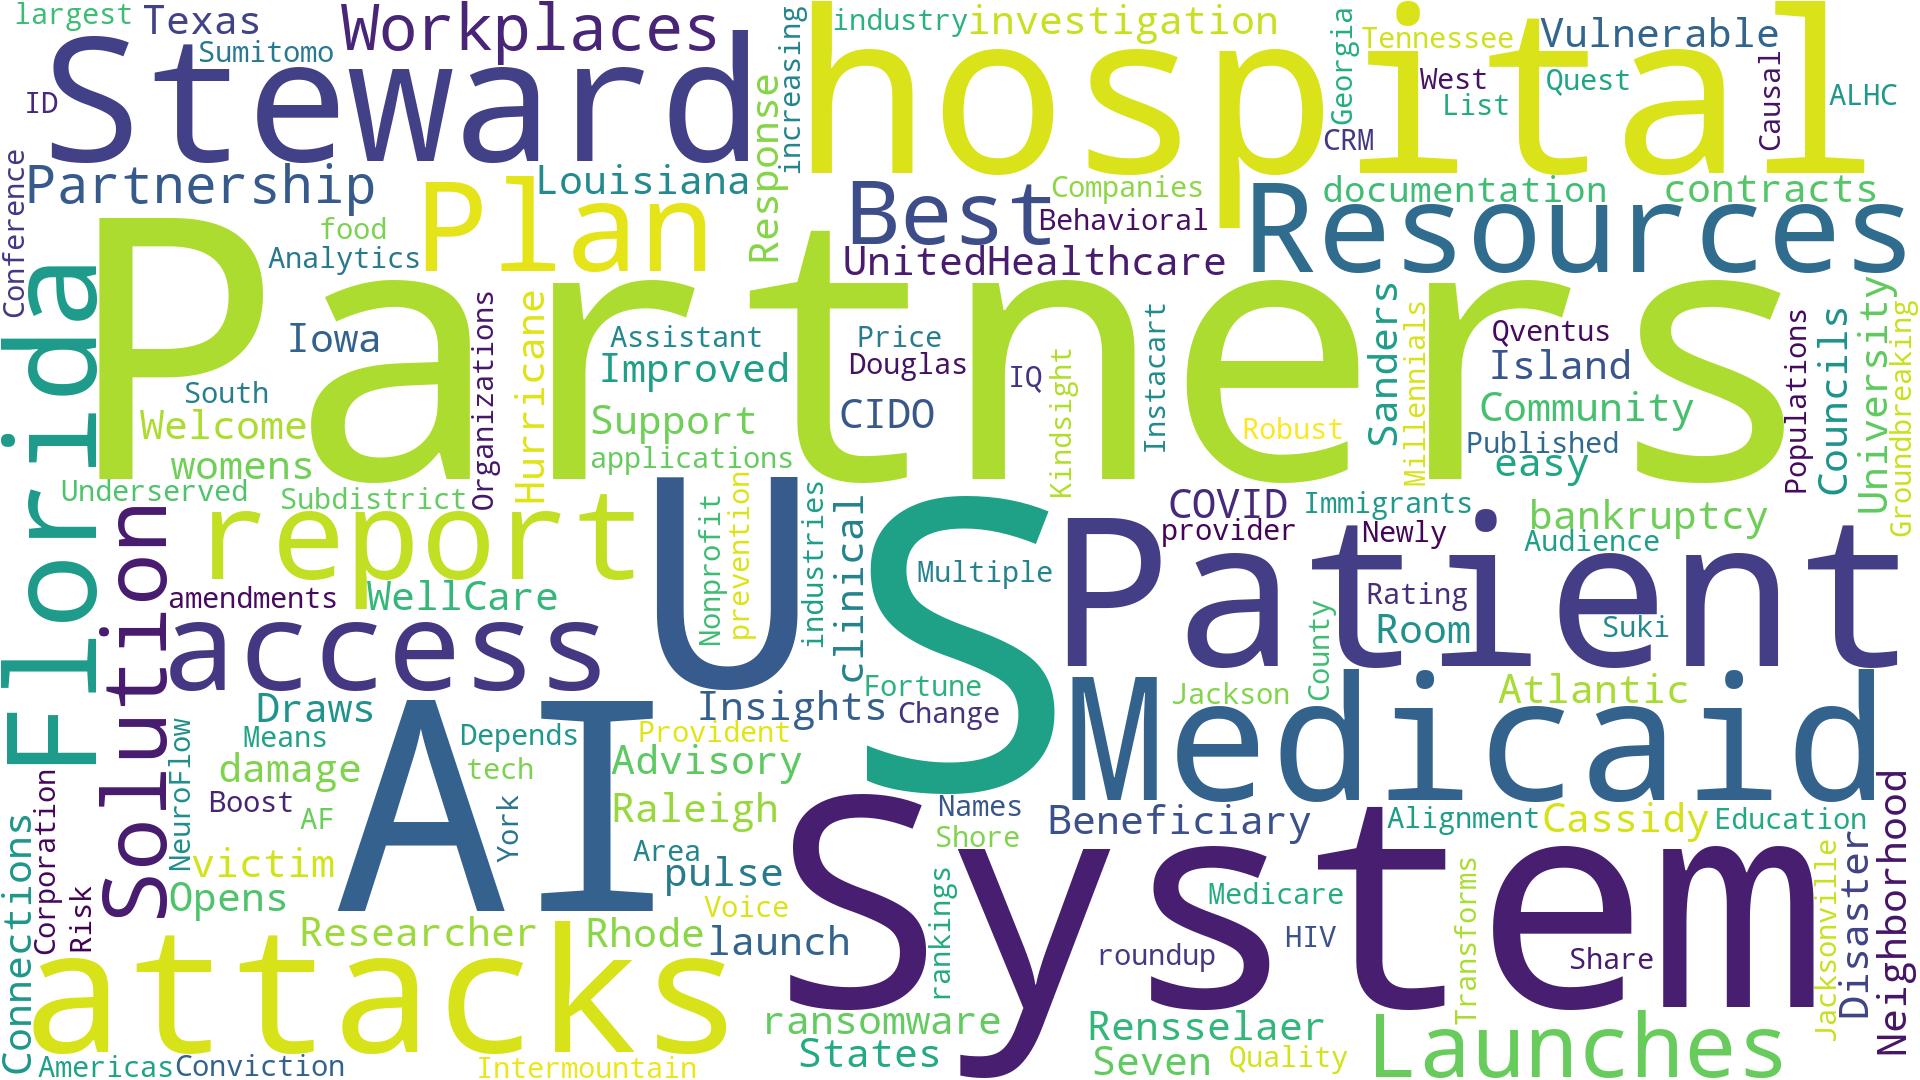 largest
Texas
Workplaces
industry
investigation
Georgia
Tennessee
Vulnerable
Sumitomo
Steward
increasing
hospital
West
Quest
Causal
ALHC
ID
List
CRM
Response
Partnership
Louisiana
Plan
Best
Companies
Behavioral
documentation
contracts
Resources
Conference
food
Analytics
UnitedHealthcare
Florida
Partners
Iowa
Organizations
Hurricane
Assistant
Improved
Price
Douglas
IQ
Kindsight
Instacart
Sanders
Millennials
Qventus
Island
Populations
Councils
University
Groundbreaking
South
Welcome
womens
Support
applications
CIDO
Robust
Community
Published
easy
Underserved
Subdistrict
report
U
S
COVID
provider
Immigrants
Newly
bankruptcy
Audience
Solution
Nonprofit
prevention
industries
clinical
Multiple
Patient
amendments
WellCare
access
Rating
Room
Suki
County
Draws
Means
Insights
Fortune
Change
Jackson
Atlantic
Medicaid
NeuroFlow
damage
Boost
AF
AI
Depends
tech
York
Provident
Advisory
Raleigh
Area
pulse
Names
Shore
Beneficiary
Alignment
Cassidy
Education
Connections
Corporation
Risk
victim
Opens
Voice
System
Medicare
HIV
rankings
roundup
Share
Transforms
Jacksonville
Disaster
Neighborhood
Researcher
Rhode
launch
attacks
ransomware
States
Rensselaer
Seven
Quality
Launches
Americas
Conviction
Intermountain